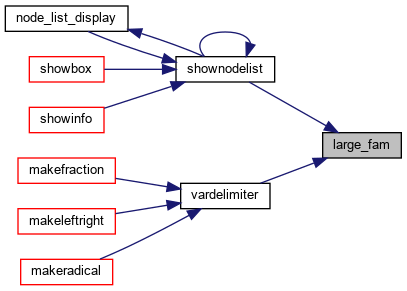 node_list_display
showbox
shownodelist
showinfo
large_fam
makefraction
vardelimiter
makeleftright
makeradical